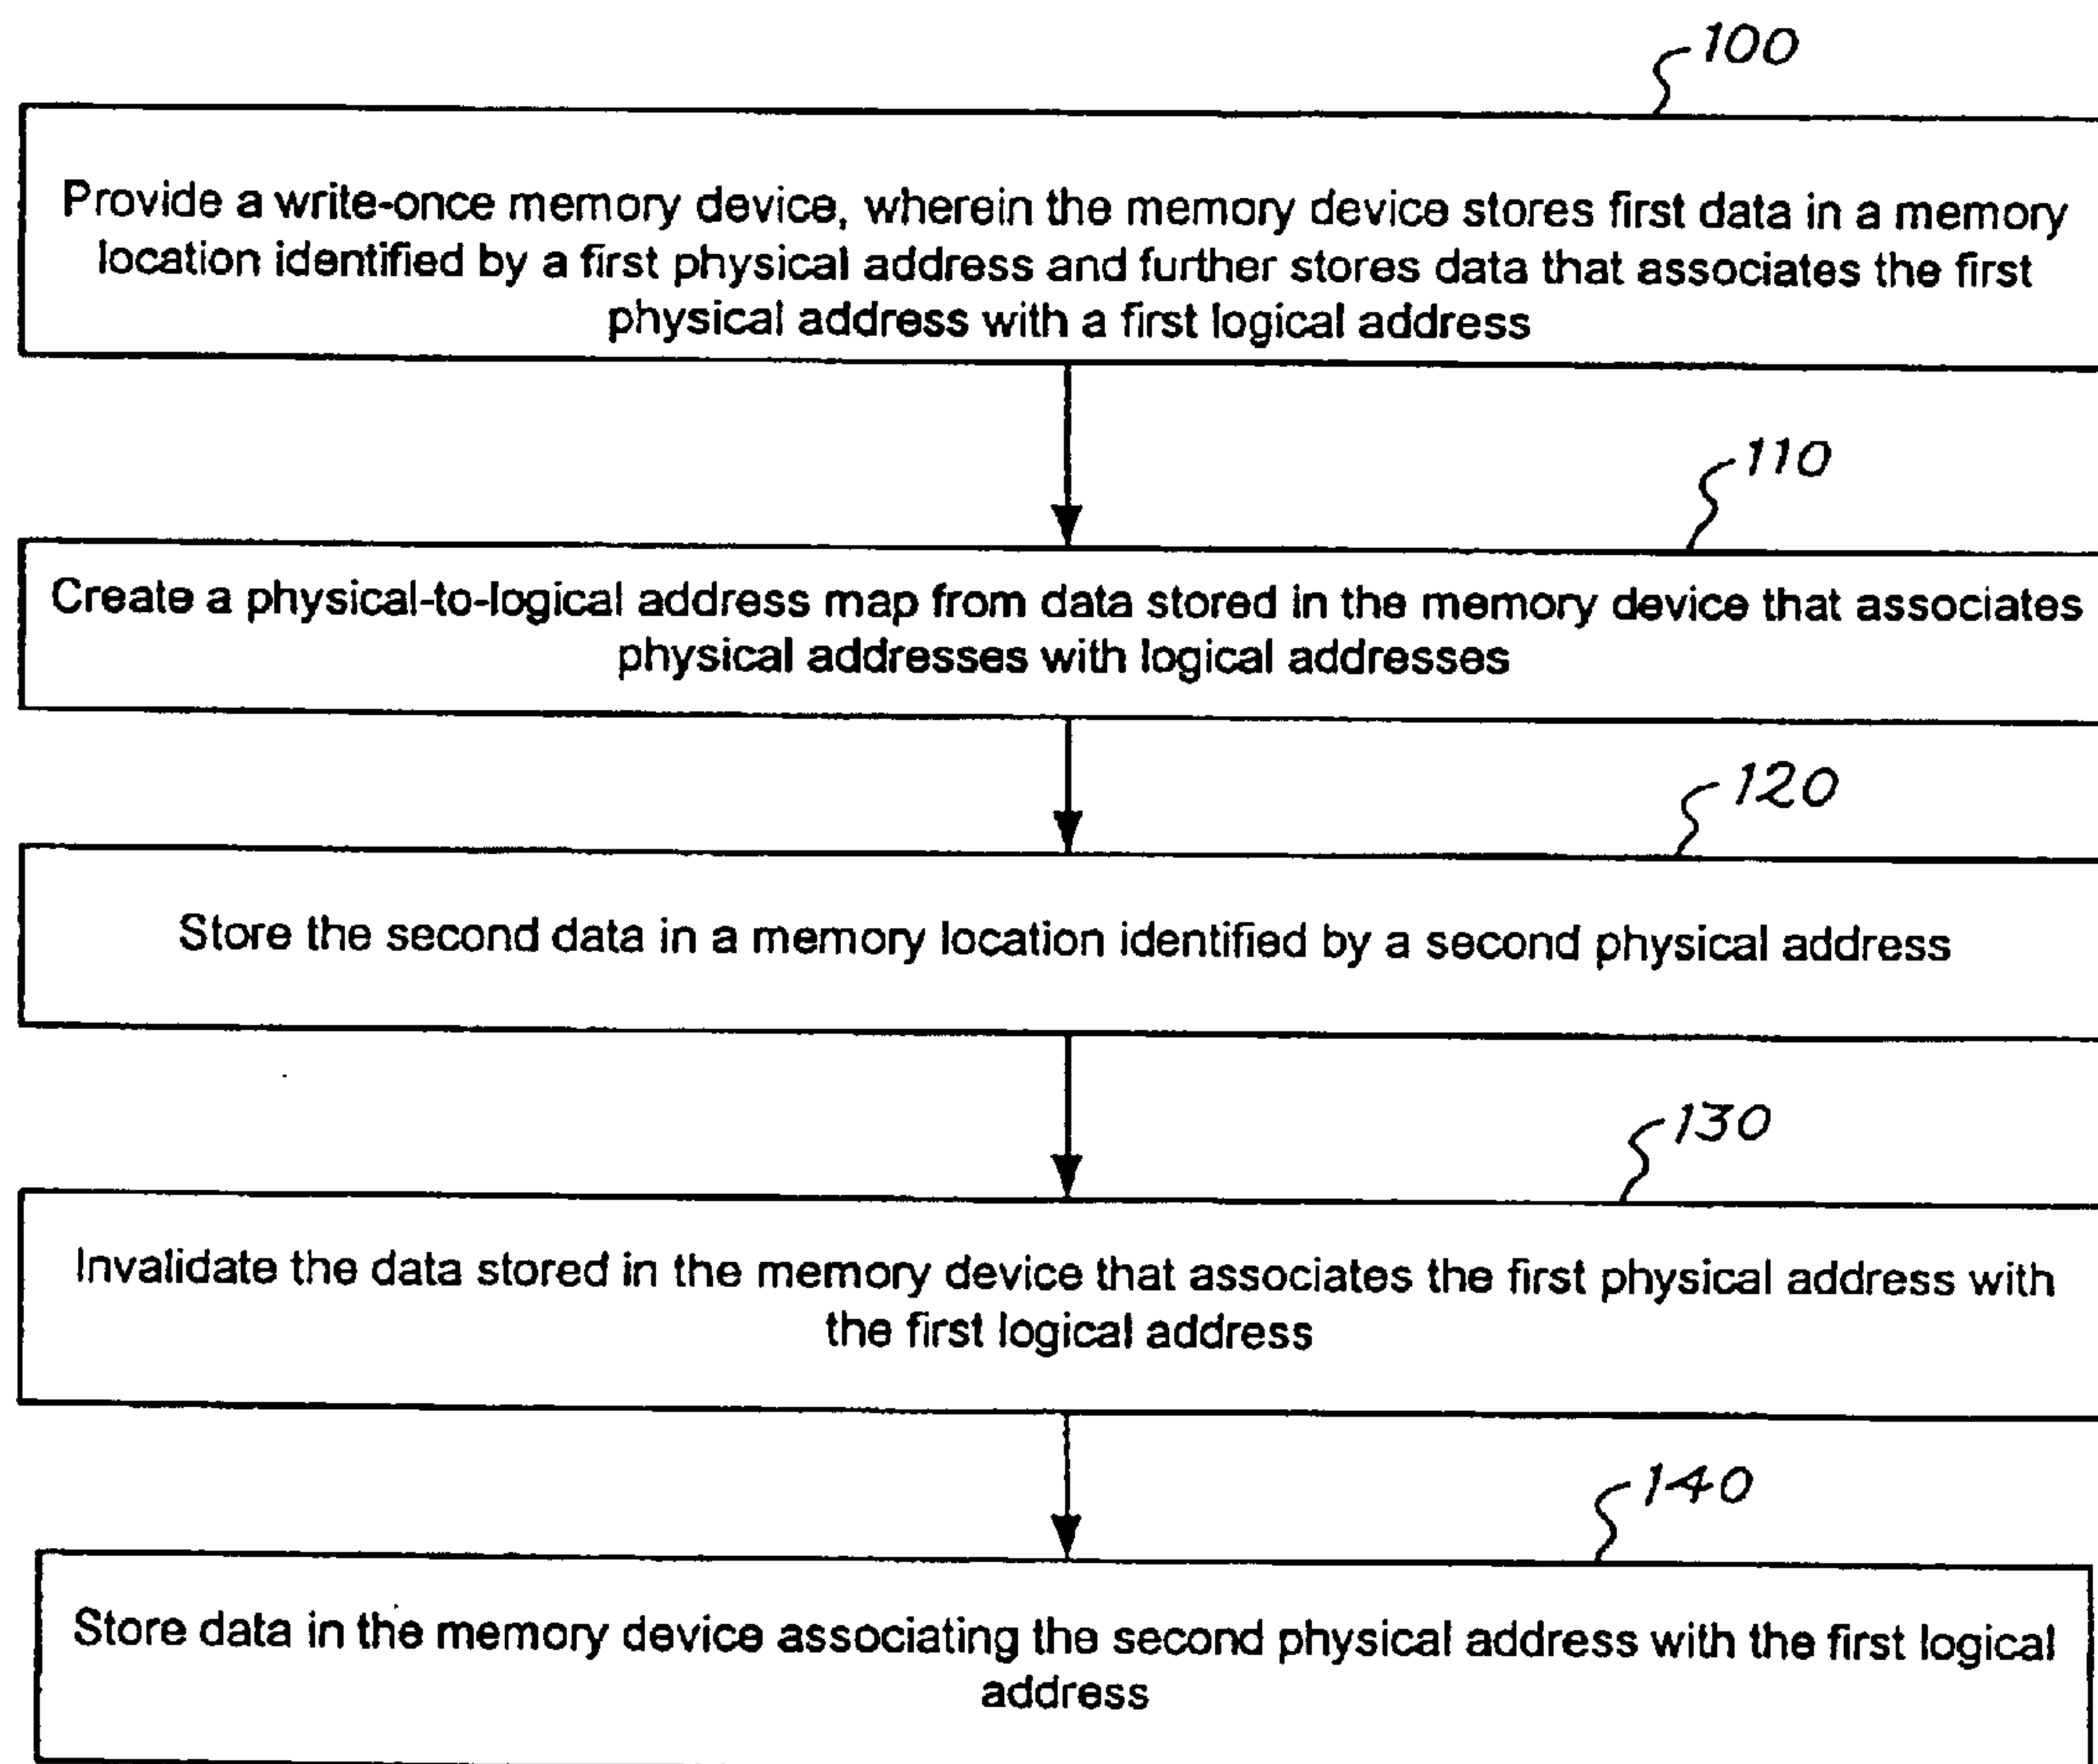 100
Provide a write-once memory device, wherein the memory device stores first data in a memory
location identified by a first physical address and further stores data that associates the first
physical address with a first logical address
110
Create a physical-to-logical address map from data stored in the memory device that associates
physical addresses with logical addresses
120
Store the second data in a memory location identified by a second physical address
130
Invalidate the data stored in the memory device that associates the first physical address with
the first logical address
140
Store data in the memory device associating the second physical address with the first logical
address